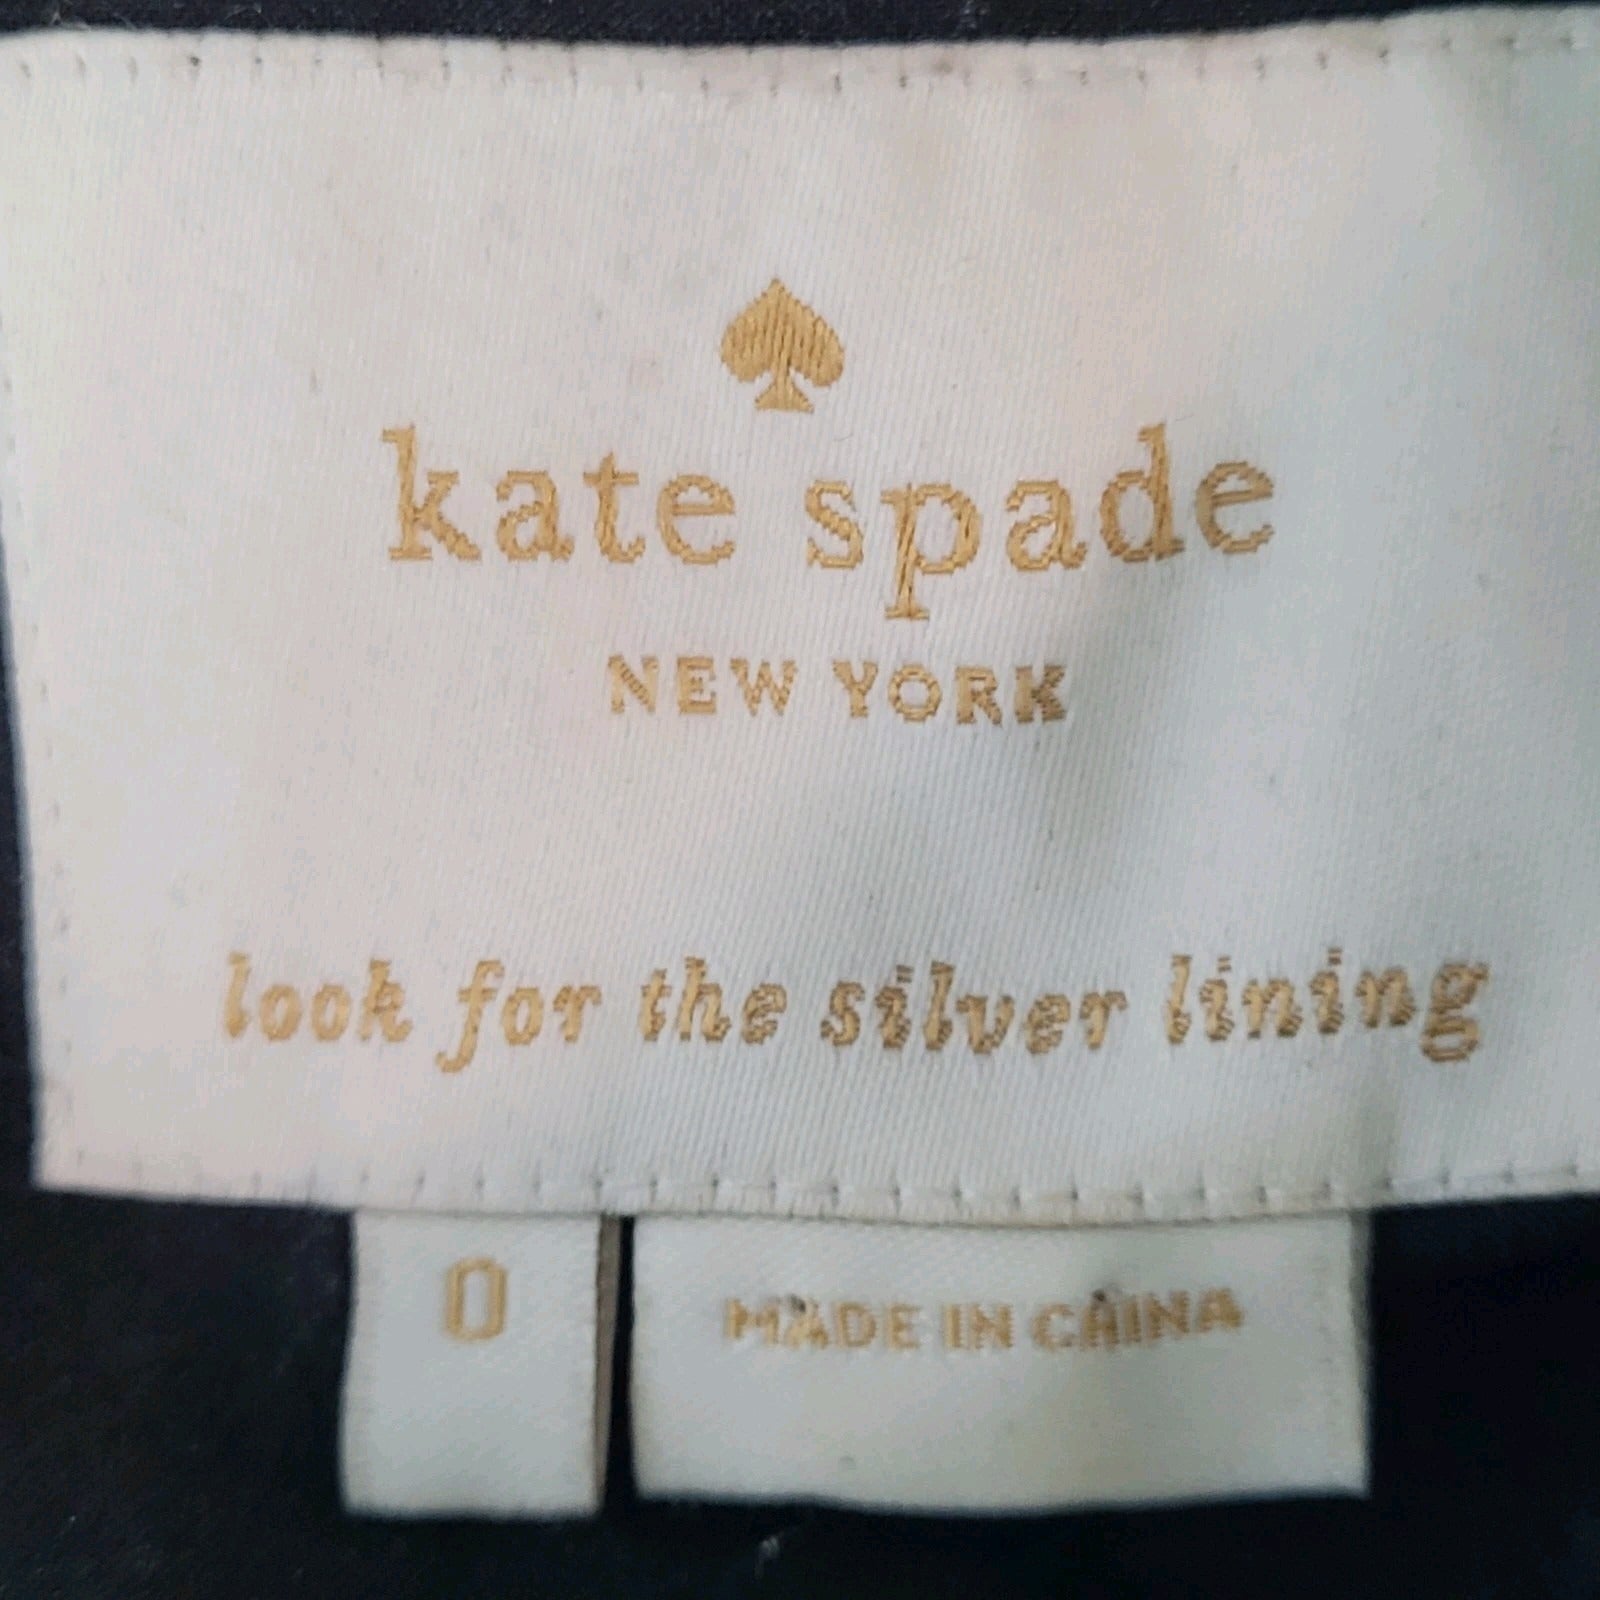 kate spade
NEW YORK
look for the silver lining
0
MADE IN CHINA